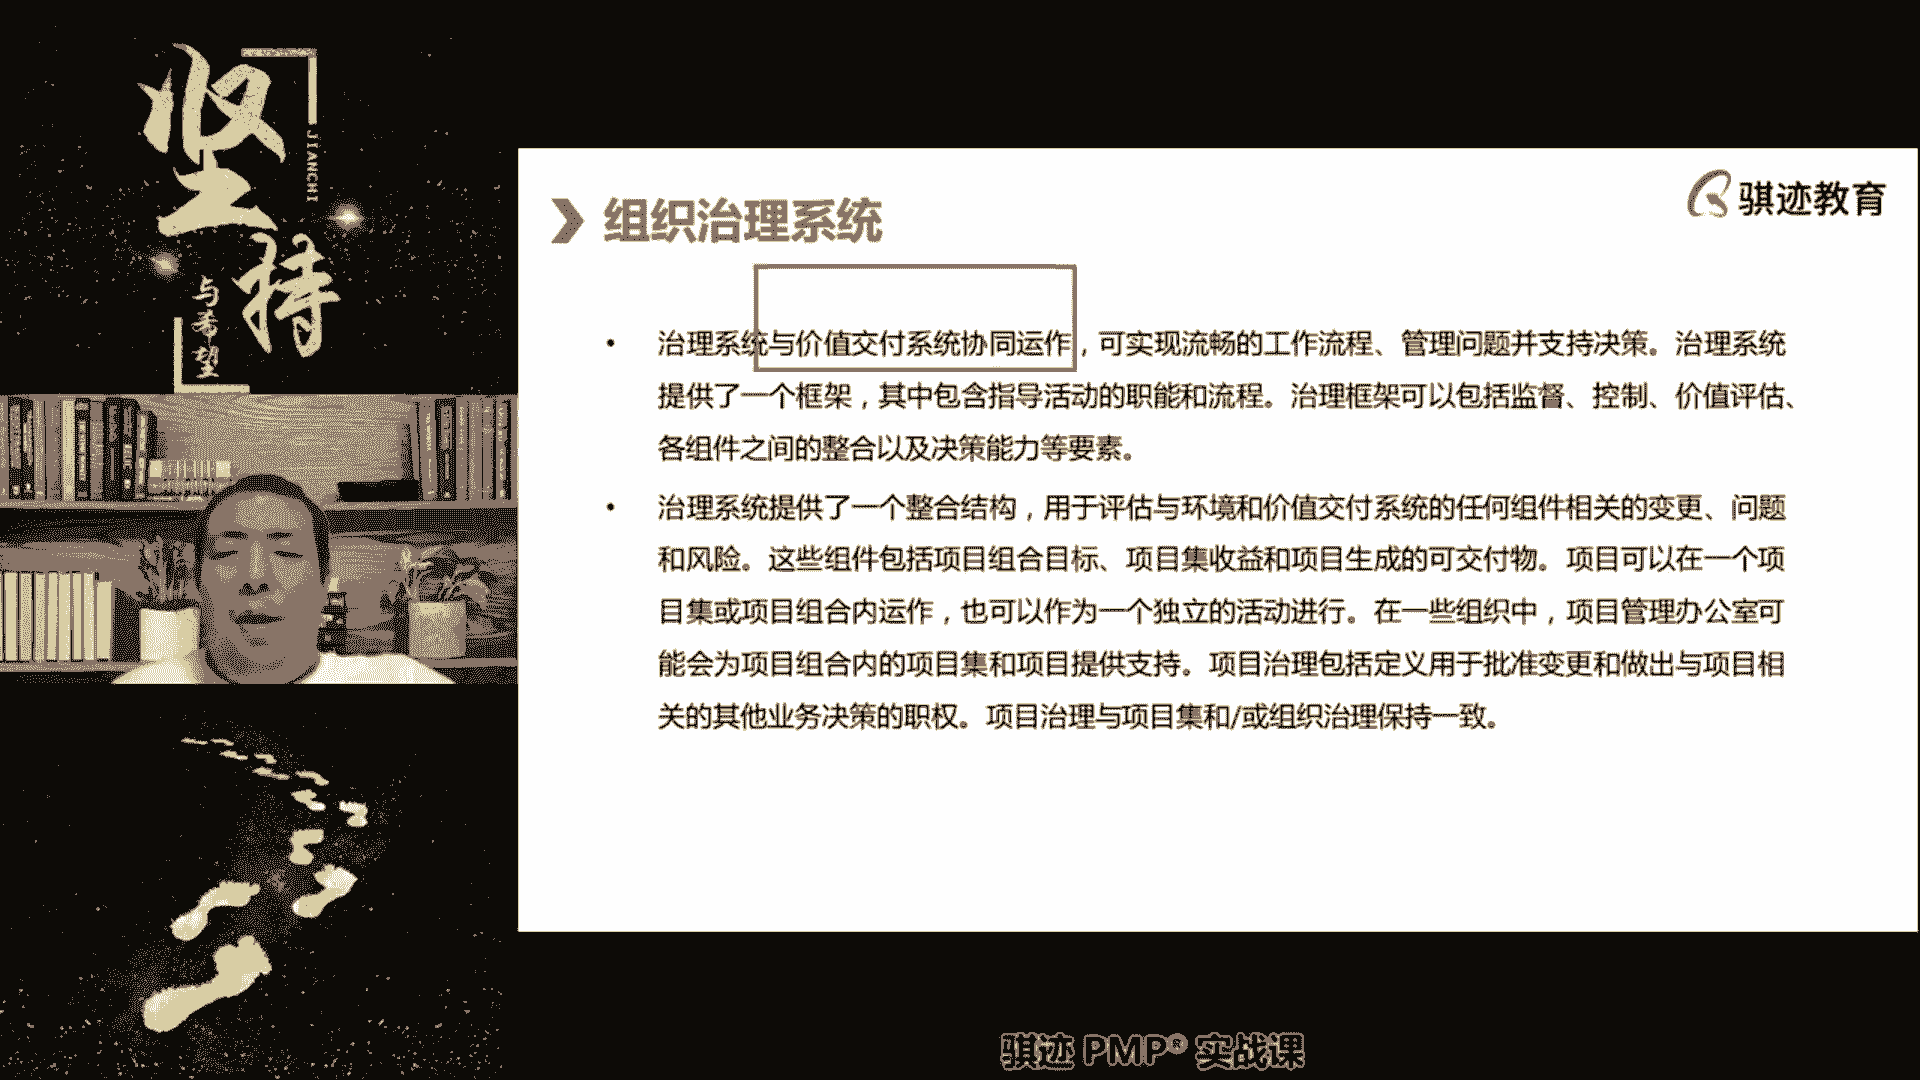 坚持
JIANCHI
与希望
骐迹教育
组织治理系统
• 治理系统与价值交付系统协同运作，可实现流畅的工作流程、管理问题并支持决策。治理系统
提供了一个框架，其中包含指导活动的职能和流程。治理框架可以包括监督、控制、价值评估、
各组件之间的整合以及决策能力等要素。
• 治理系统提供了一个整合结构，用于评估与环境和价值交付系统的任何组件相关的变更、问题
和风险。这些组件包括项目组合目标、项目集收益和项目生成的可交付物。项目可以在一个项
目集或项目组合内运作，也可以作为一个独立的活动进行。在一些组织中，项目管理办公室可
能会为项目组合内的项目集和项目提供支持。项目治理包括定义用于批准变更和做出与项目相
关的其他业务决策的职权。项目治理与项目集和/或组织治理保持一致。
骐迹 PMP® 实战课